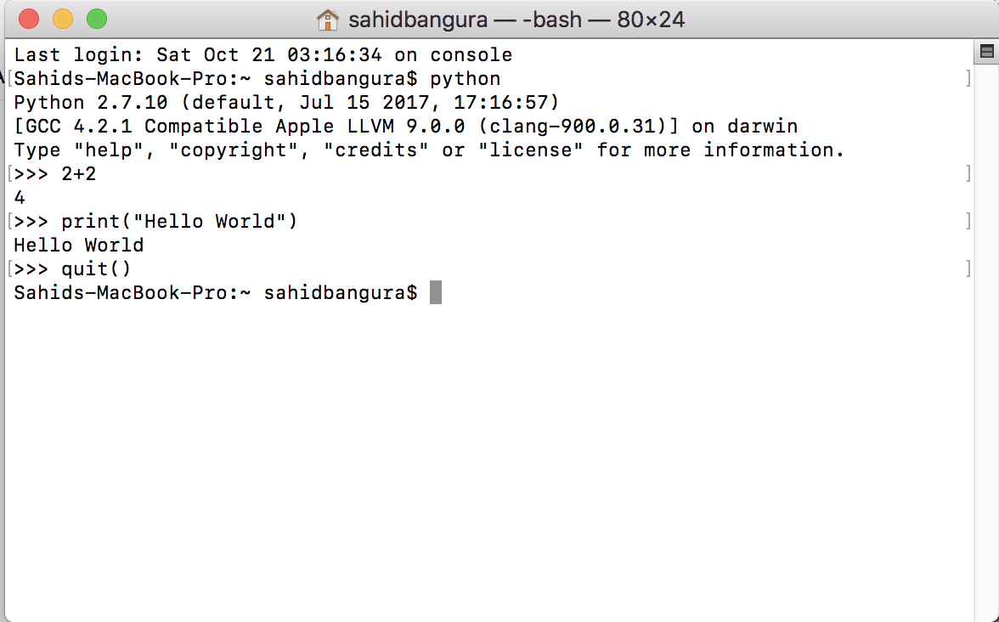 sahidbangura — -bash — 80×24
Last login: Sat Oct 21 03:16:34 on console
[Sahids-MacBook-Pro:~ sahidbangura$ python ]
Python 2.7.10 (default, Jul 15 2017, 17:16:57)
[GCC 4.2.1 Compatible Apple LLVM 9.0.0 (clang-900.0.31)] on darwin
Type "help", "copyright", "credits" or "license" for more information.
[>>> 2+2 ]
4
[>>> print("Hello World") ]
Hello World
[>>> quit() ]
Sahids-MacBook-Pro:~ sahidbangura$